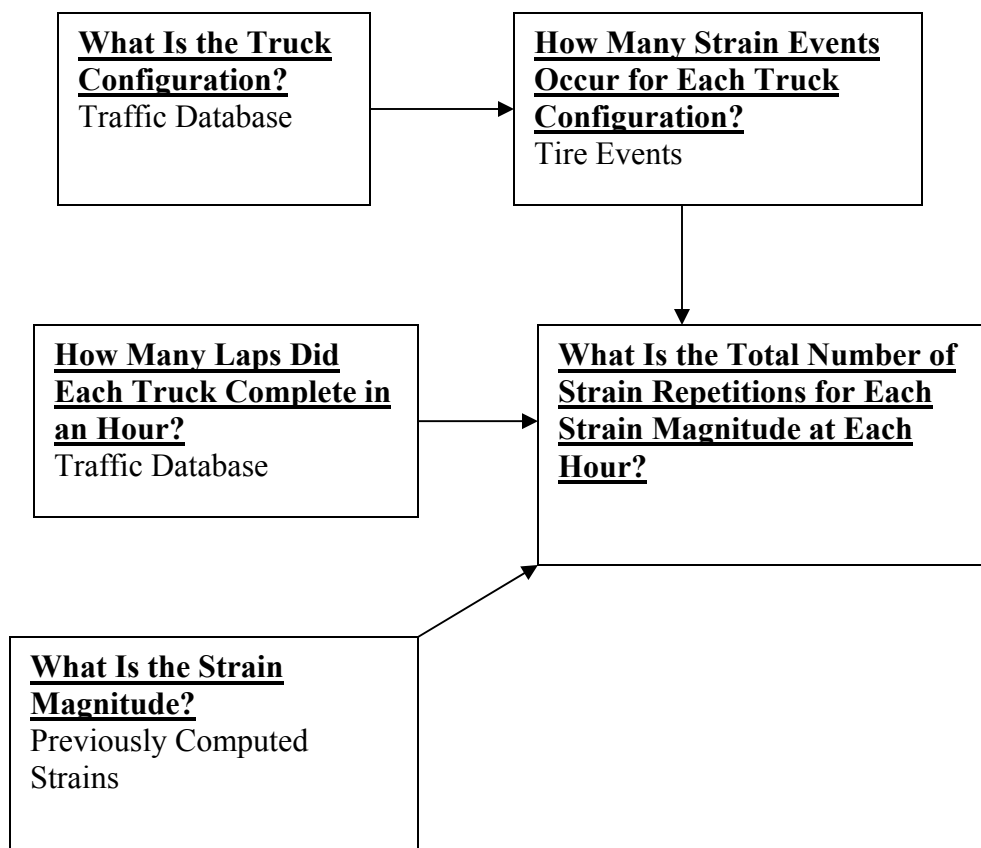 What Is the Truck
Configuration?
Traffic Database
How Many Strain Events
Occur for Each Truck
Configuration?
Tire Events
How Many Laps Did
Each Truck Complete in
an Hour?
Traffic Database
What Is the Total Number of
Strain Repetitions for Each
Strain Magnitude at Each
Hour?
What Is the Strain
Magnitude?
Previously Computed
Strains